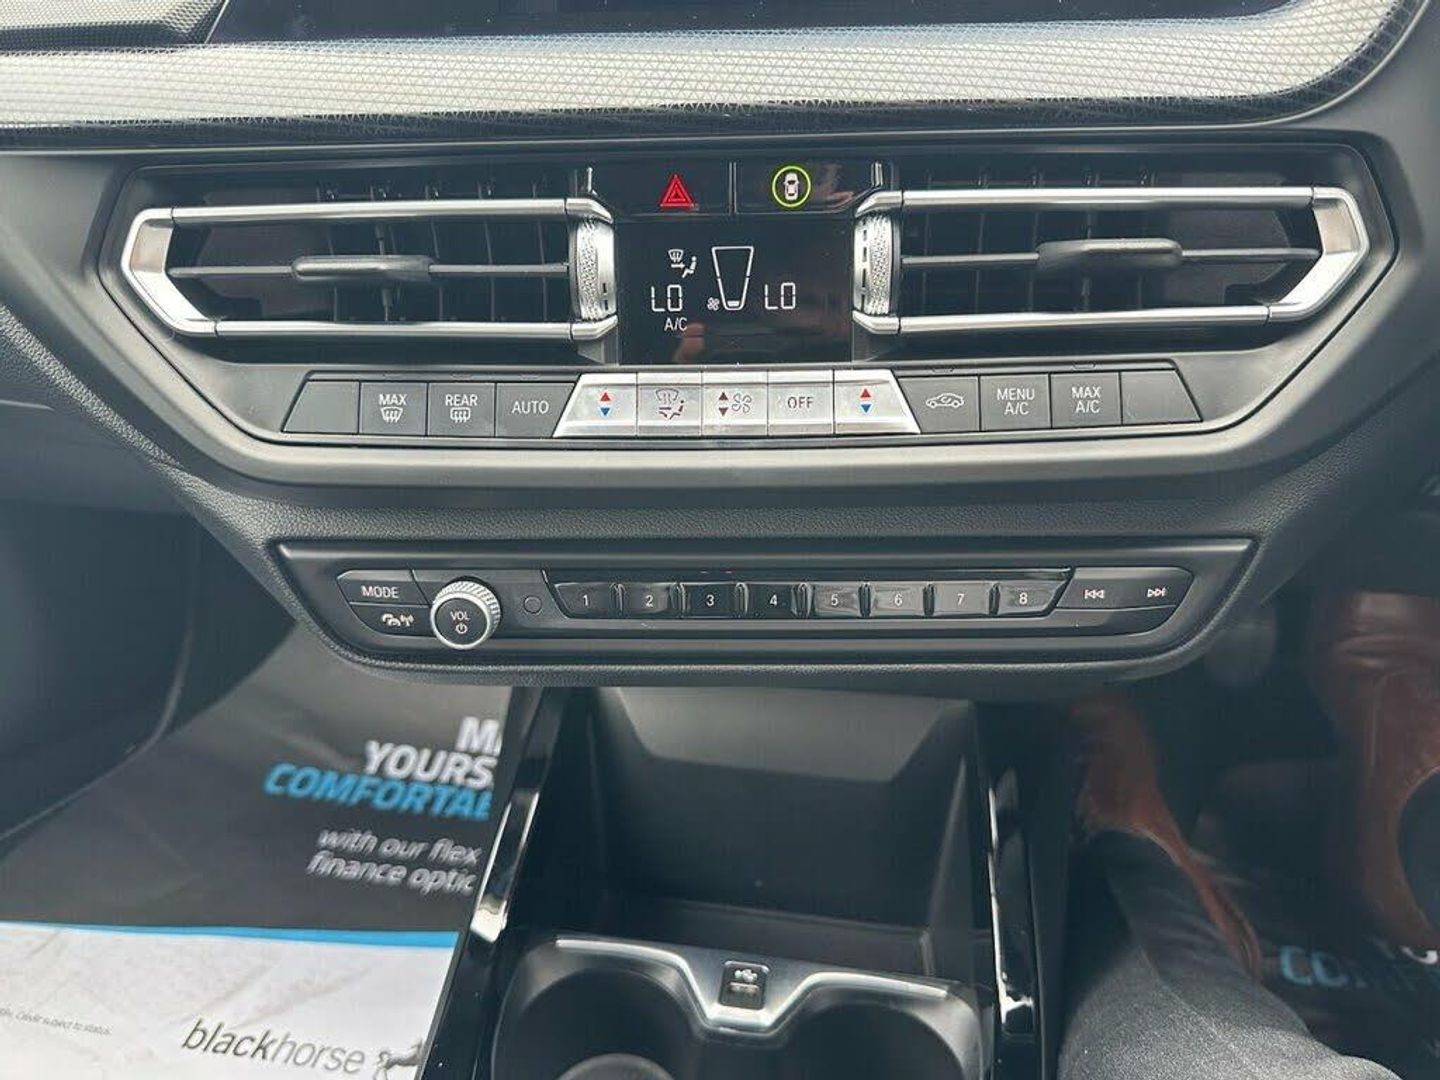 LO LO
A/C
MAX REAR AUTO OFF MENU A/C MAX A/C
MODE
VOL
1 2 3 4 5 6 7 8
YOURS
COMFORTAB
with our flex
finance optic
blackhorse